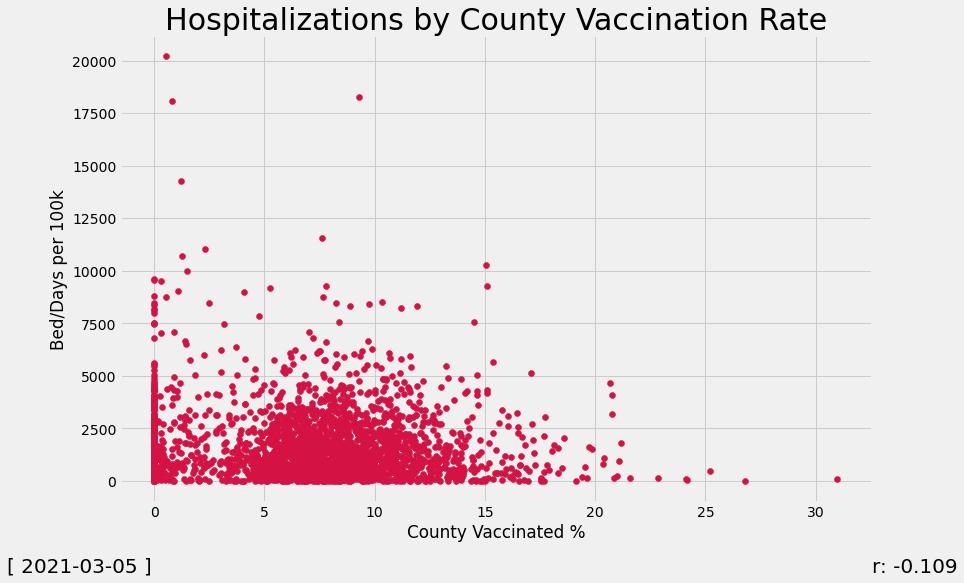 Hospitalizations by County Vaccination Rate
20000
17500
15000
12500
10000
7500
5000
2500
0
Bed/Days per 100k
0 5 10 15 20 25 30
County Vaccinated %
[ 2021-03-05 ]
r: -0.109